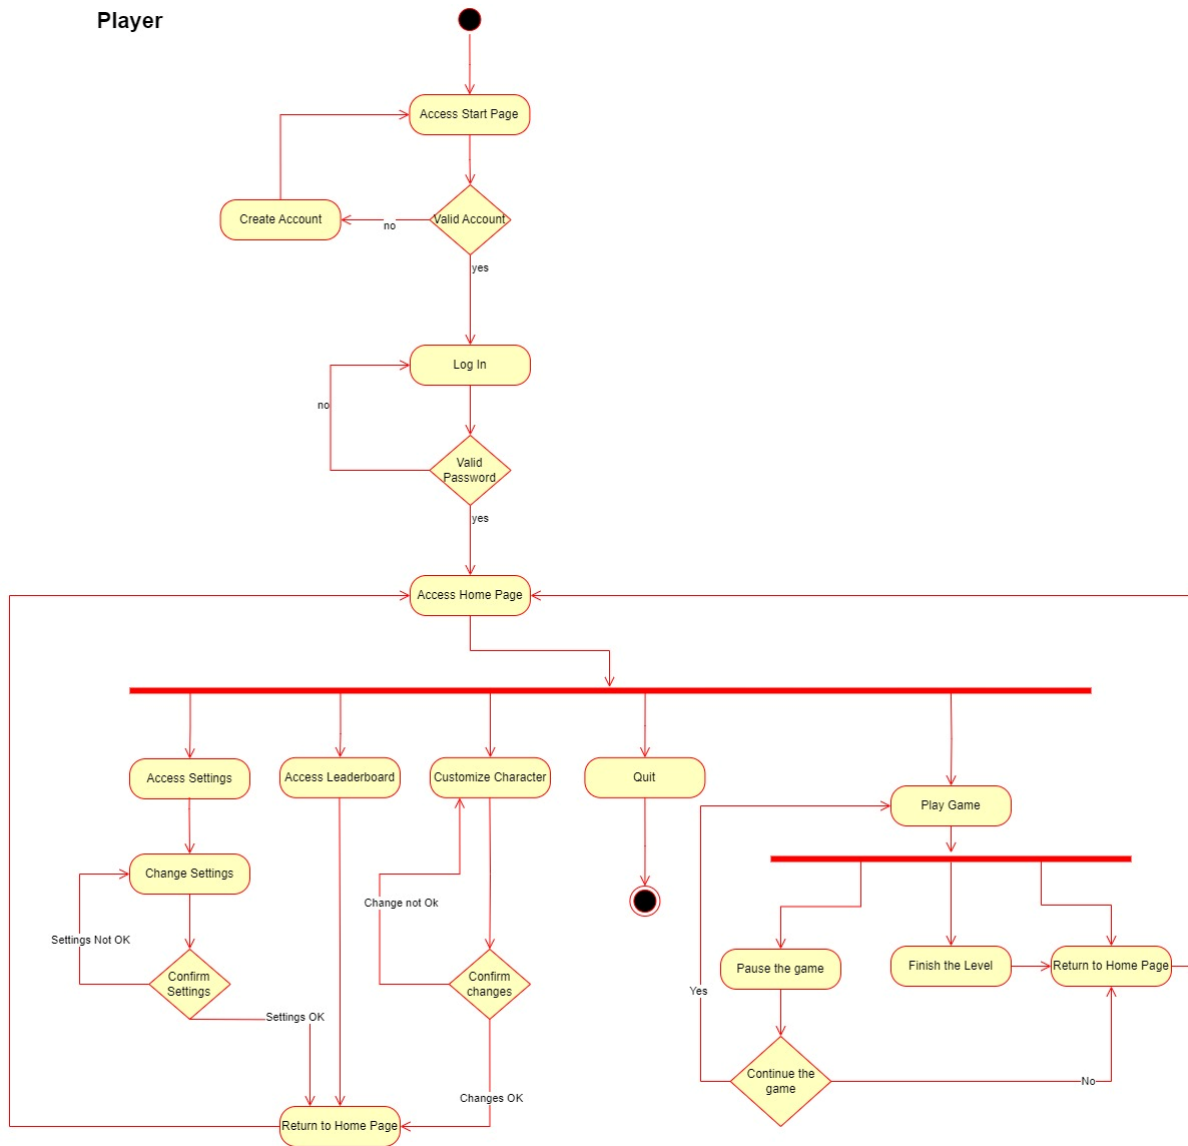 Player
Access Start Page
Create Account
no
Valid Account
yes
Log In
no
Valid
Password
yes
Access Home Page
Access Settings
Access Leaderboard
Customize Character
Quit
Play Game
Change Settings
Change not Ok
Settings Not OK
Confirm
Settings
Confirm
changes
Pause the game
Finish the Level
Return to Home Page
Yes
Settings OK
Continue the
game
No
Changes OK
Return to Home Page